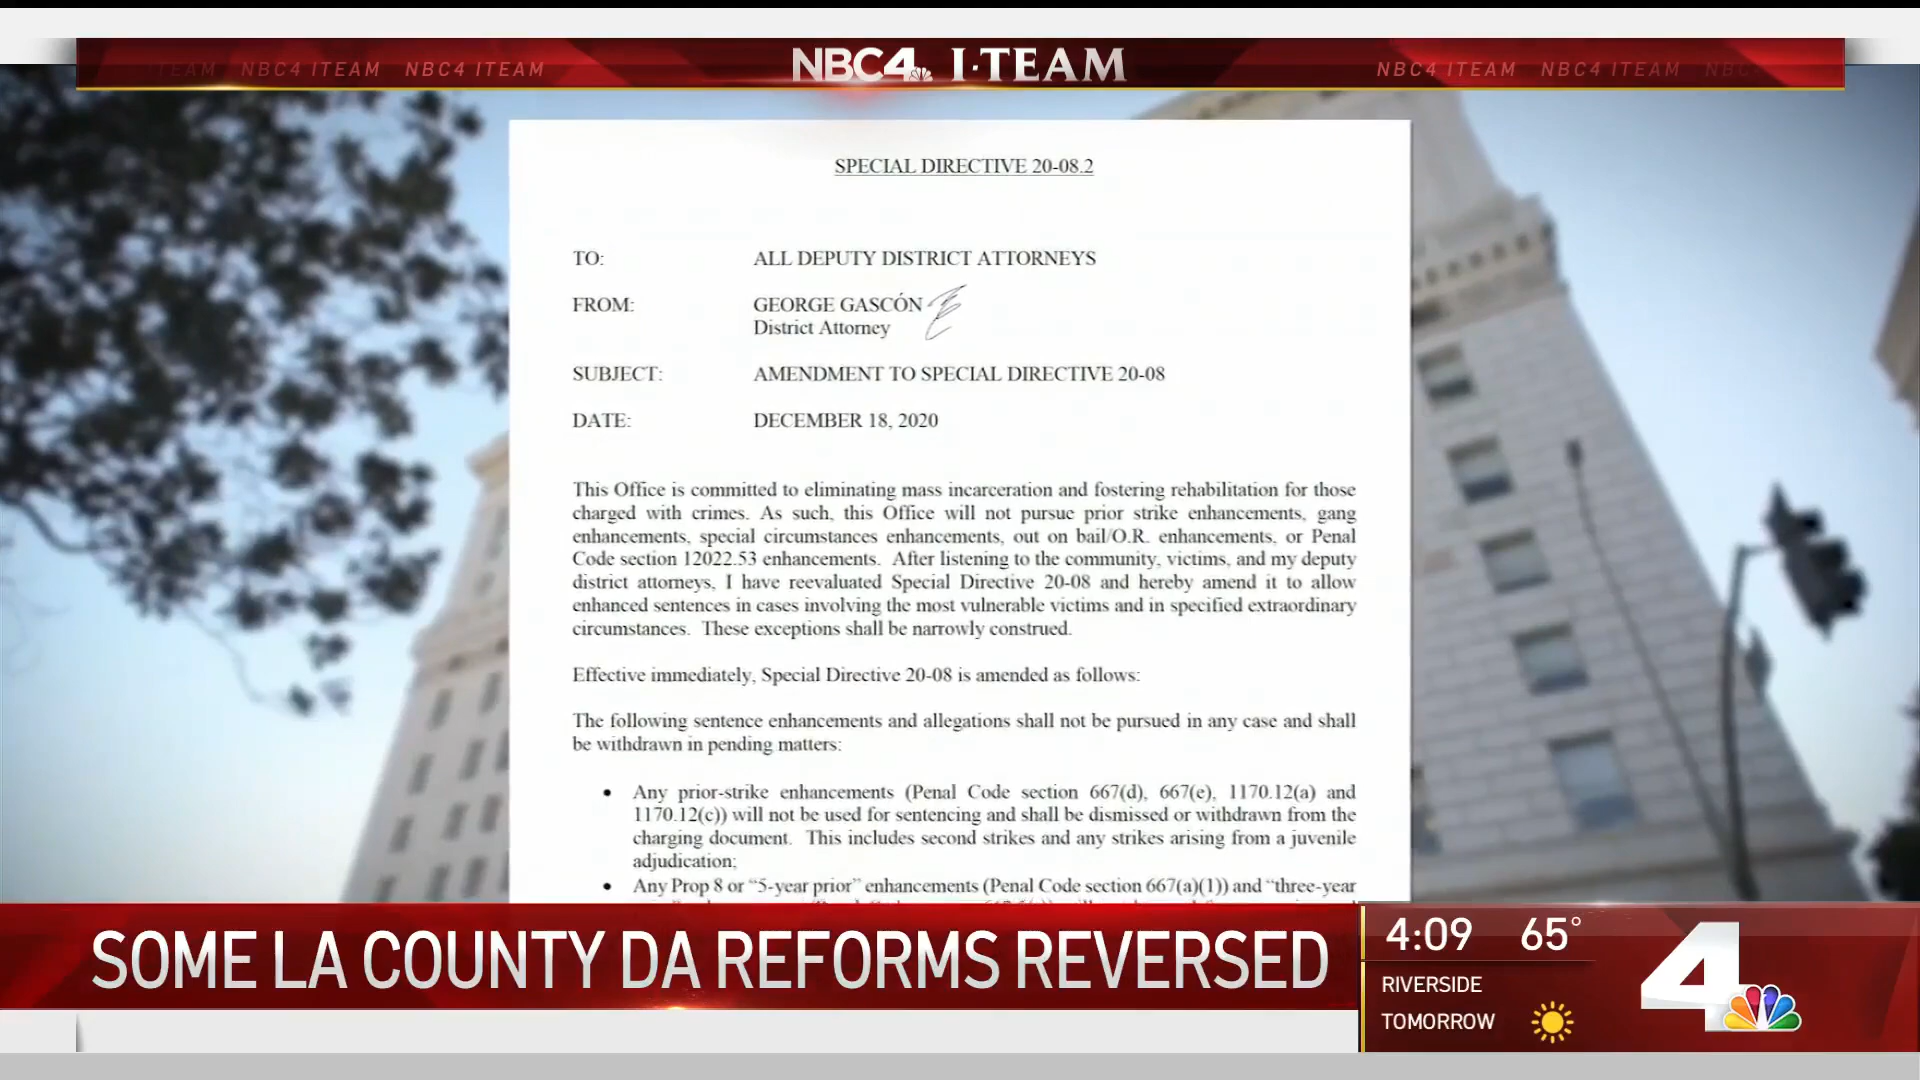 TEAM NBC4 ITEAM NBC4 ITEAM
NBC4 I·TEAM
NBC4 ITEAM NBC4 ITEAM NBC
SPECIAL DIRECTIVE 20-08.2
TO: ALL DEPUTY DISTRICT ATTORNEYS
FROM: GEORGE GASCÓN
District Attorney
SUBJECT: AMENDMENT TO SPECIAL DIRECTIVE 20-08
DATE: DECEMBER 18, 2020
This Office is committed to eliminating mass incarceration and fostering rehabilitation for those
charged with crimes. As such, this Office will not pursue prior strike enhancements, gang
enhancements, special circumstances enhancements, out on bail/O.R. enhancements, or Penal
Code section 12022.53 enhancements. After listening to the community, victims, and my deputy
district attorneys, I have reevaluated Special Directive 20-08 and hereby amend it to allow
enhanced sentences in cases involving the most vulnerable victims and in specified extraordinary
circumstances. These exceptions shall be narrowly construed.
Effective immediately, Special Directive 20-08 is amended as follows:
The following sentence enhancements and allegations shall not be pursued in any case and shall
be withdrawn in pending matters:
• Any prior-strike enhancements (Penal Code section 667(d), 667(e), 1170.12(a) and
1170.12(c)) will not be used for sentencing and shall be dismissed or withdrawn from the
charging document. This includes second strikes and any strikes arising from a juvenile
adjudication;
• Any Prop 8 or “5-year prior” enhancements (Penal Code section 667(a)(1)) and “three-year
SOME LA COUNTY DA REFORMS REVERSED
4:09 65°
RIVERSIDE
TOMORROW
4